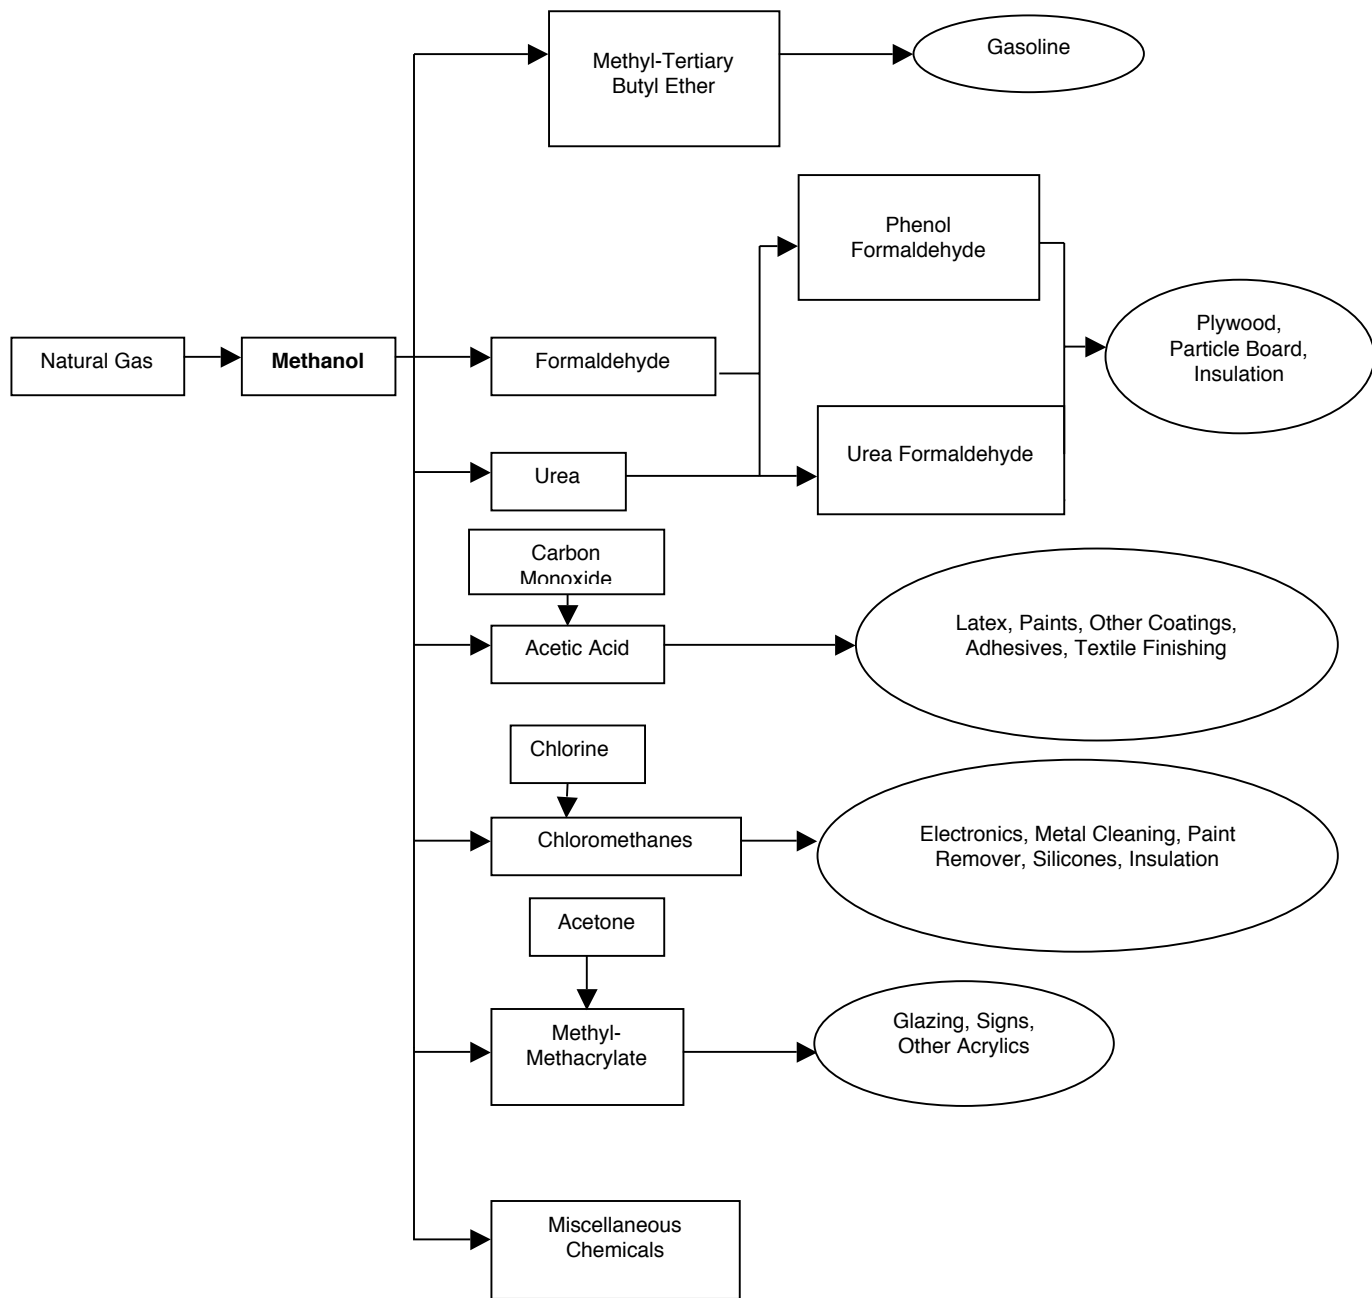 Methyl-Tertiary
Butyl Ether
Gasoline
Phenol
Formaldehyde
Natural Gas
Methanol
Formaldehyde
Plywood,
Particle Board,
Insulation
Urea
Urea Formaldehyde
Carbon
Monoxide
Acetic Acid
Latex, Paints, Other Coatings,
Adhesives, Textile Finishing
Chlorine
Chloromethanes
Electronics, Metal Cleaning, Paint
Remover, Silicones, Insulation
Acetone
Methyl-
Methacrylate
Glazing, Signs,
Other Acrylics
Miscellaneous
Chemicals